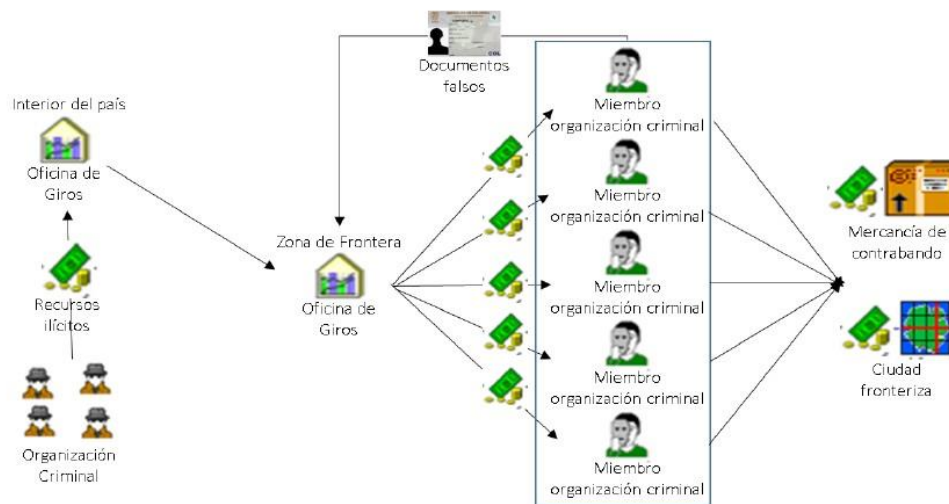 Documentos
falsos
Interior del país
Oficina de
Giros
Recursos
ilícitos
Organización
Criminal
Zona de Frontera
Oficina de
Giros
Miembro
organización criminal
Miembro
organización criminal
Miembro
organización criminal
Miembro
organización criminal
Miembro
organización criminal
Mercancía de
contrabando
Ciudad
fronteriza